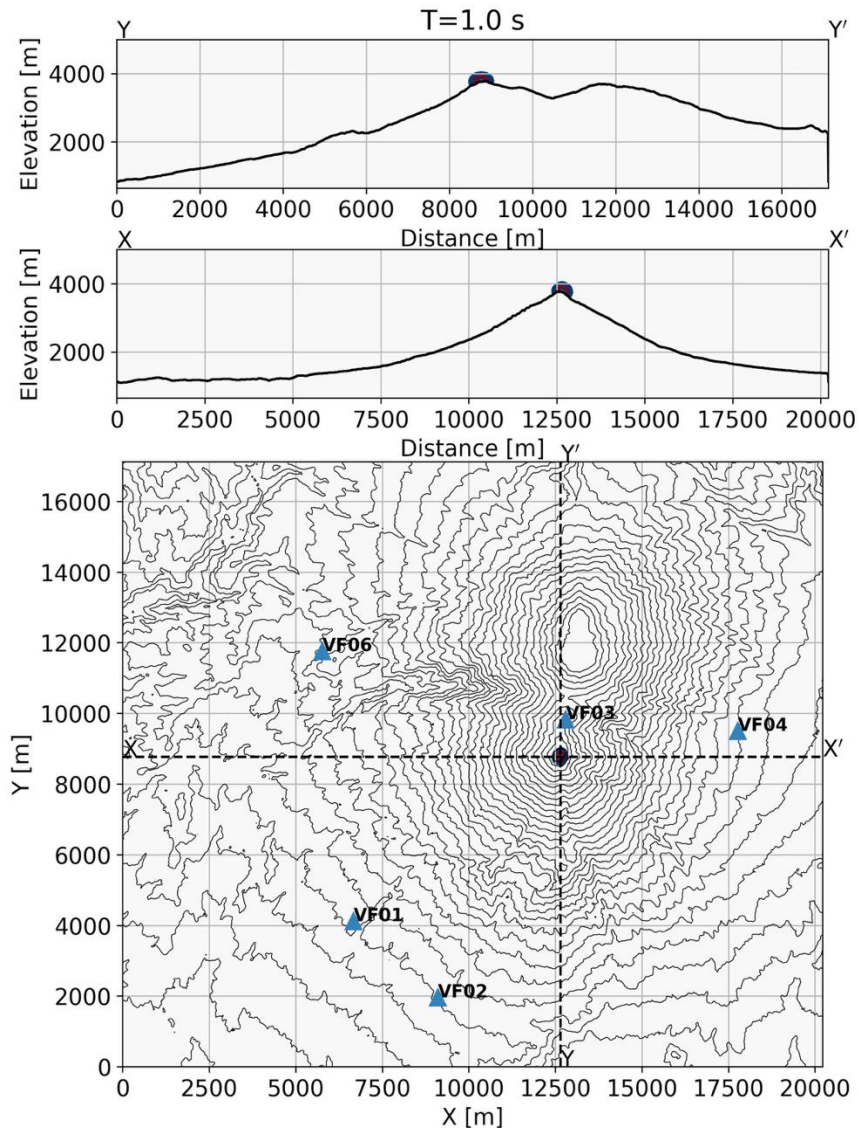 T=1.0 s
Y Y′
Elevation [m]
4000
2000
0 2000 4000 6000 8000 10000 12000 14000 16000
Distance [m]
X X′
Elevation [m]
4000
2000
0 2500 5000 7500 10000 12500 15000 17500 20000
Distance [m]
Y′
Y [m]
16000
14000
12000
VF06
10000
VF03
VF04
X X′
8000
6000
4000
VF01
2000
VF02
0
Y
0 2500 5000 7500 10000 12500 15000 17500 20000
X [m]